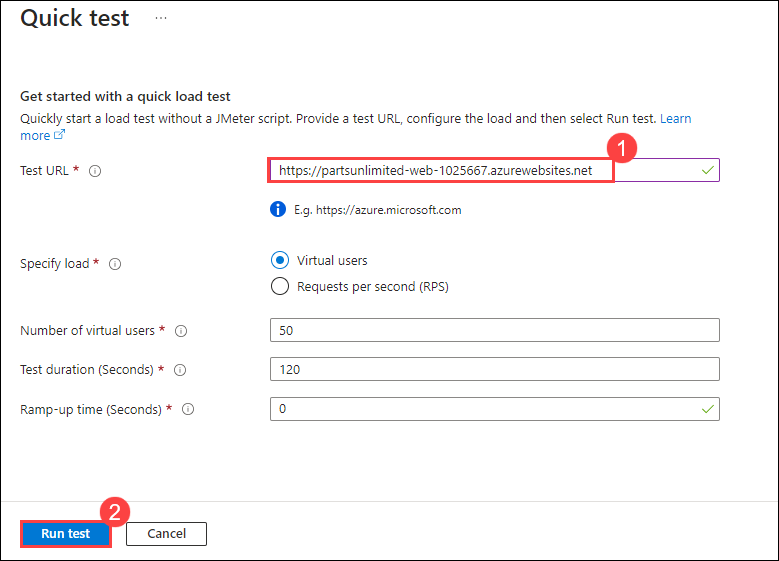 Quick test ...
Get started with a quick load test
Quickly start a load test without a JMeter script. Provide a test URL, configure the load and then select Run test. Learn
more
1
Test URL * https://partsunlimited-web-1025667.azurewebsites.net
E.g. https://azure.microsoft.com
Specify load * Virtual users
Requests per second (RPS)
Number of virtual users * 50
Test duration (Seconds) * 120
Ramp-up time (Seconds) * 0
2
Run test Cancel